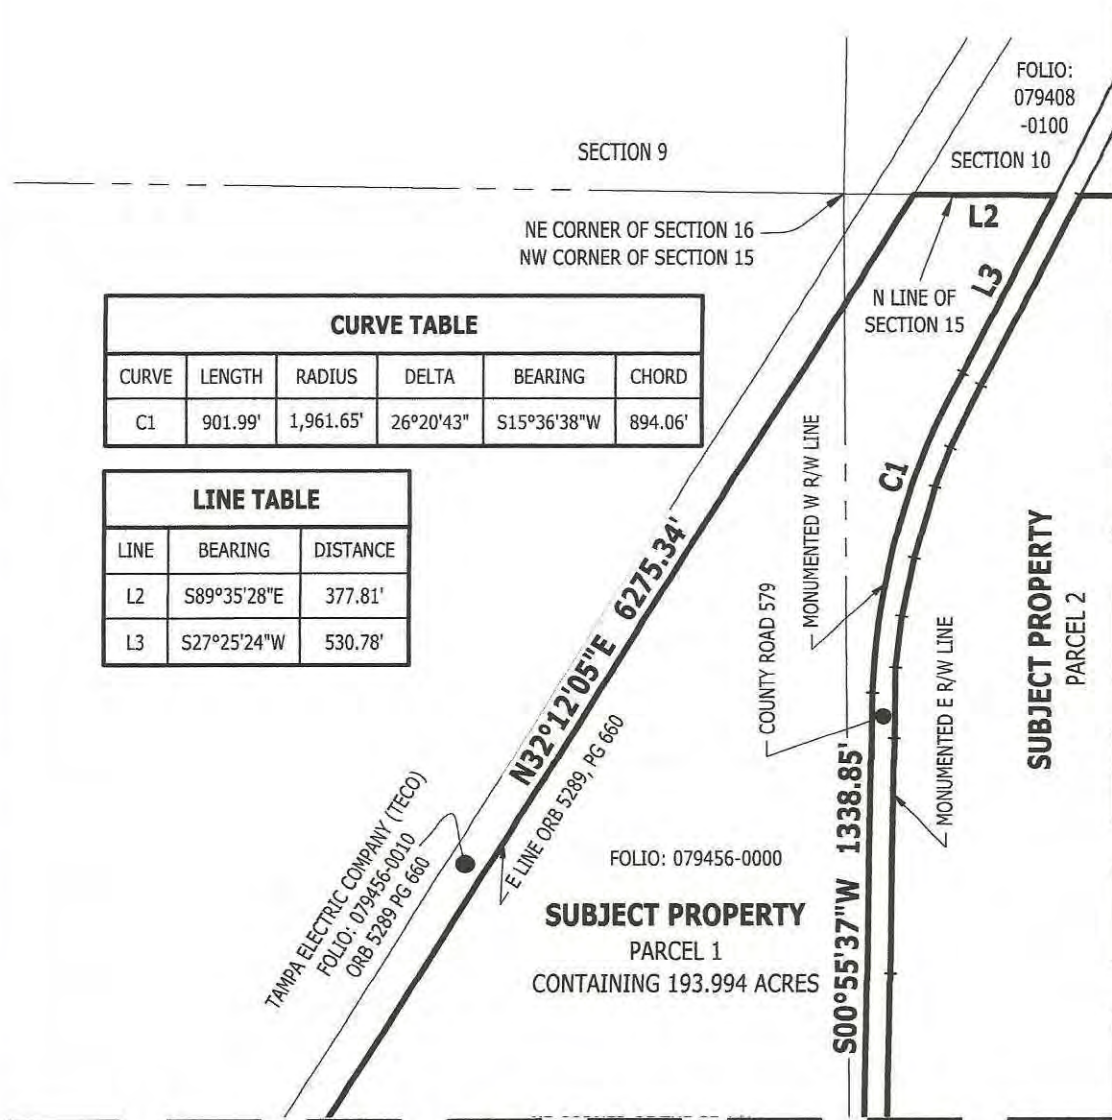 FOLIO:
079408
-0100
SECTION 9
SECTION 10
NE CORNER OF SECTION 16
NW CORNER OF SECTION 15
L2
L3
N LINE OF
SECTION 15
CURVE TABLE
CURVE LENGTH RADIUS DELTA BEARING CHORD
C1 901.99' 1,961.65' 26°20'43" S15°36'38"W 894.06'
LINE TABLE
LINE BEARING DISTANCE
L2 S89°35'28"E 377.81'
L3 S27°25'24"W 530.78'
C1
MONUMENTED W R/W LINE
N32°12'05"E 6275.34'
COUNTY ROAD 579
MONUMENTED E R/W LINE
SUBJECT PROPERTY
PARCEL 2
E LINE ORB 5289, PG 660
TAMPA ELECTRIC COMPANY (TECO)
FOLIO: 079456-0010
ORB 5289 PG 660
FOLIO: 079456-0000
SUBJECT PROPERTY
PARCEL 1
CONTAINING 193.994 ACRES
S00°55'37"W 1338.85'